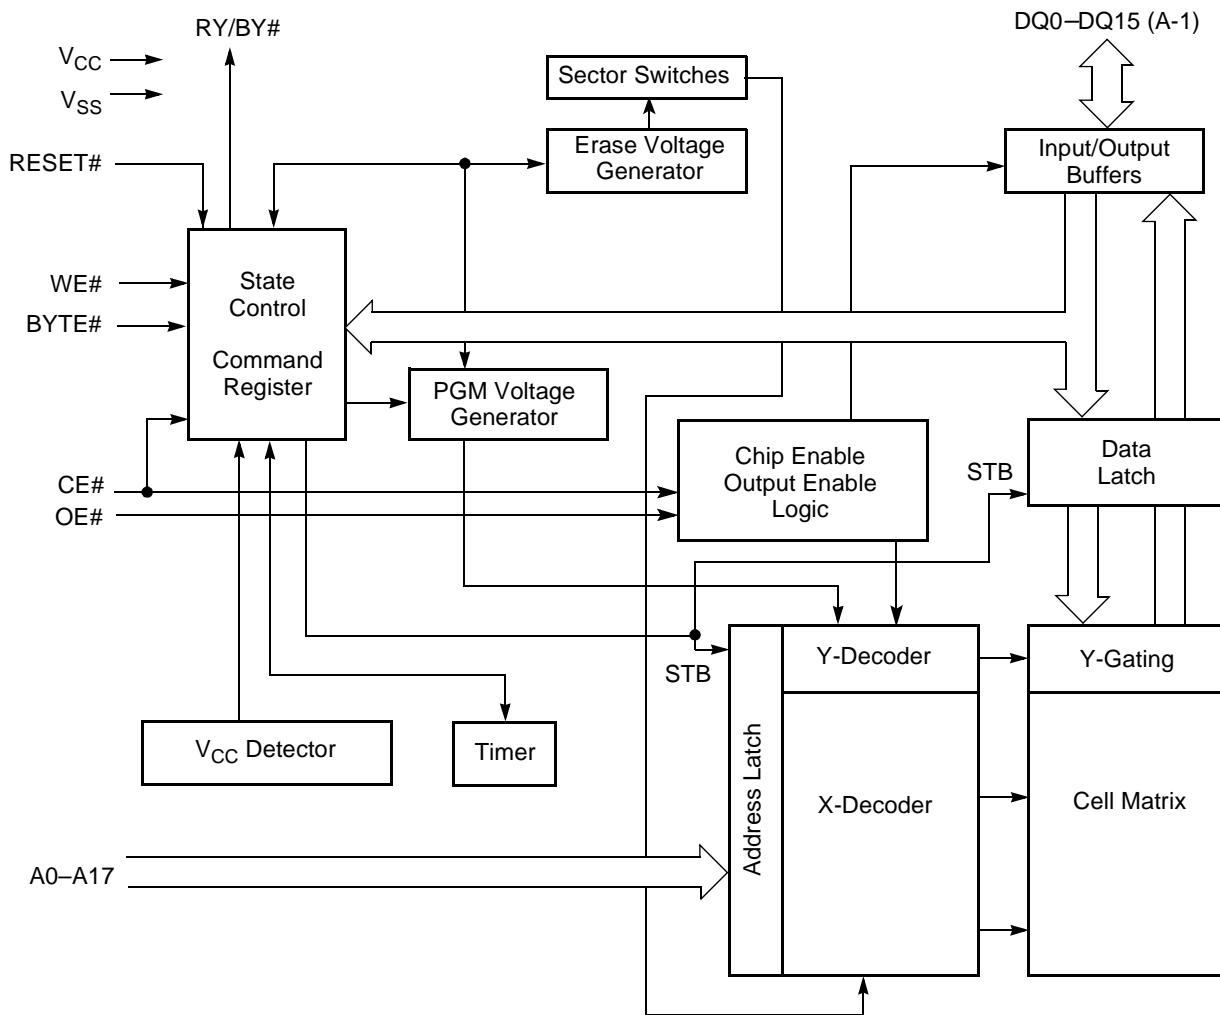 RY/BY#
DQ0–DQ15 (A-1)
VCC
VSS
Sector Switches
RESET#
Erase Voltage
Generator
Input/Output
Buffers
WE#
BYTE#
State
Control
Command
Register
PGM Voltage
Generator
CE#
OE#
Chip Enable
Output Enable
Logic
STB
Data
Latch
STB
Y-Decoder
Y-Gating
VCC Detector
Timer
Address Latch
X-Decoder
Cell Matrix
A0–A17